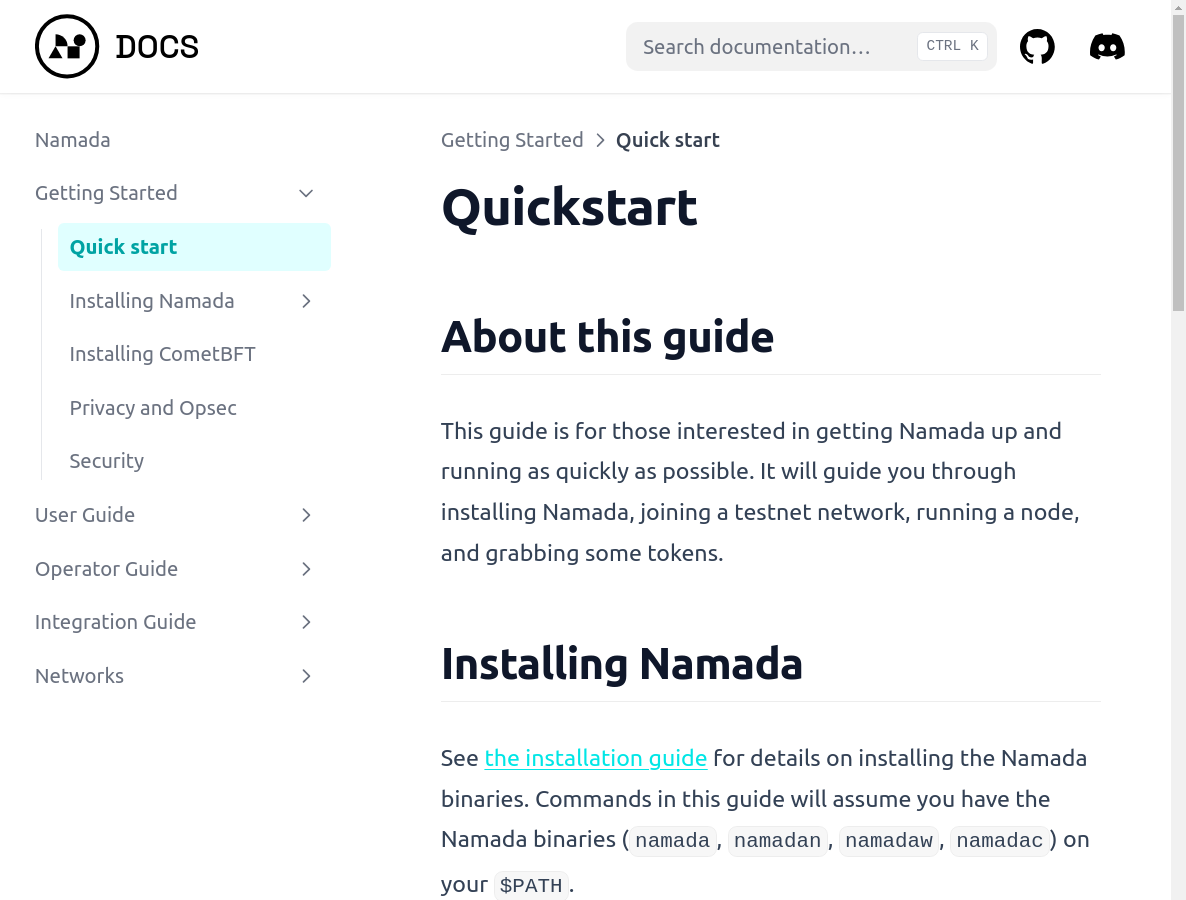 DOCS
Search documentation…
CTRL K
Namada
Getting Started
Quick start
Installing Namada
Installing CometBFT
Privacy and Opsec
Security
User Guide
Operator Guide
Integration Guide
Networks
Getting Started > Quick start
Quickstart
About this guide
This guide is for those interested in getting Namada up and
running as quickly as possible. It will guide you through
installing Namada, joining a testnet network, running a node,
and grabbing some tokens.
Installing Namada
See the installation guide for details on installing the Namada
binaries. Commands in this guide will assume you have the
Namada binaries (namada, namadan, namadaw, namadac) on
your $PATH.